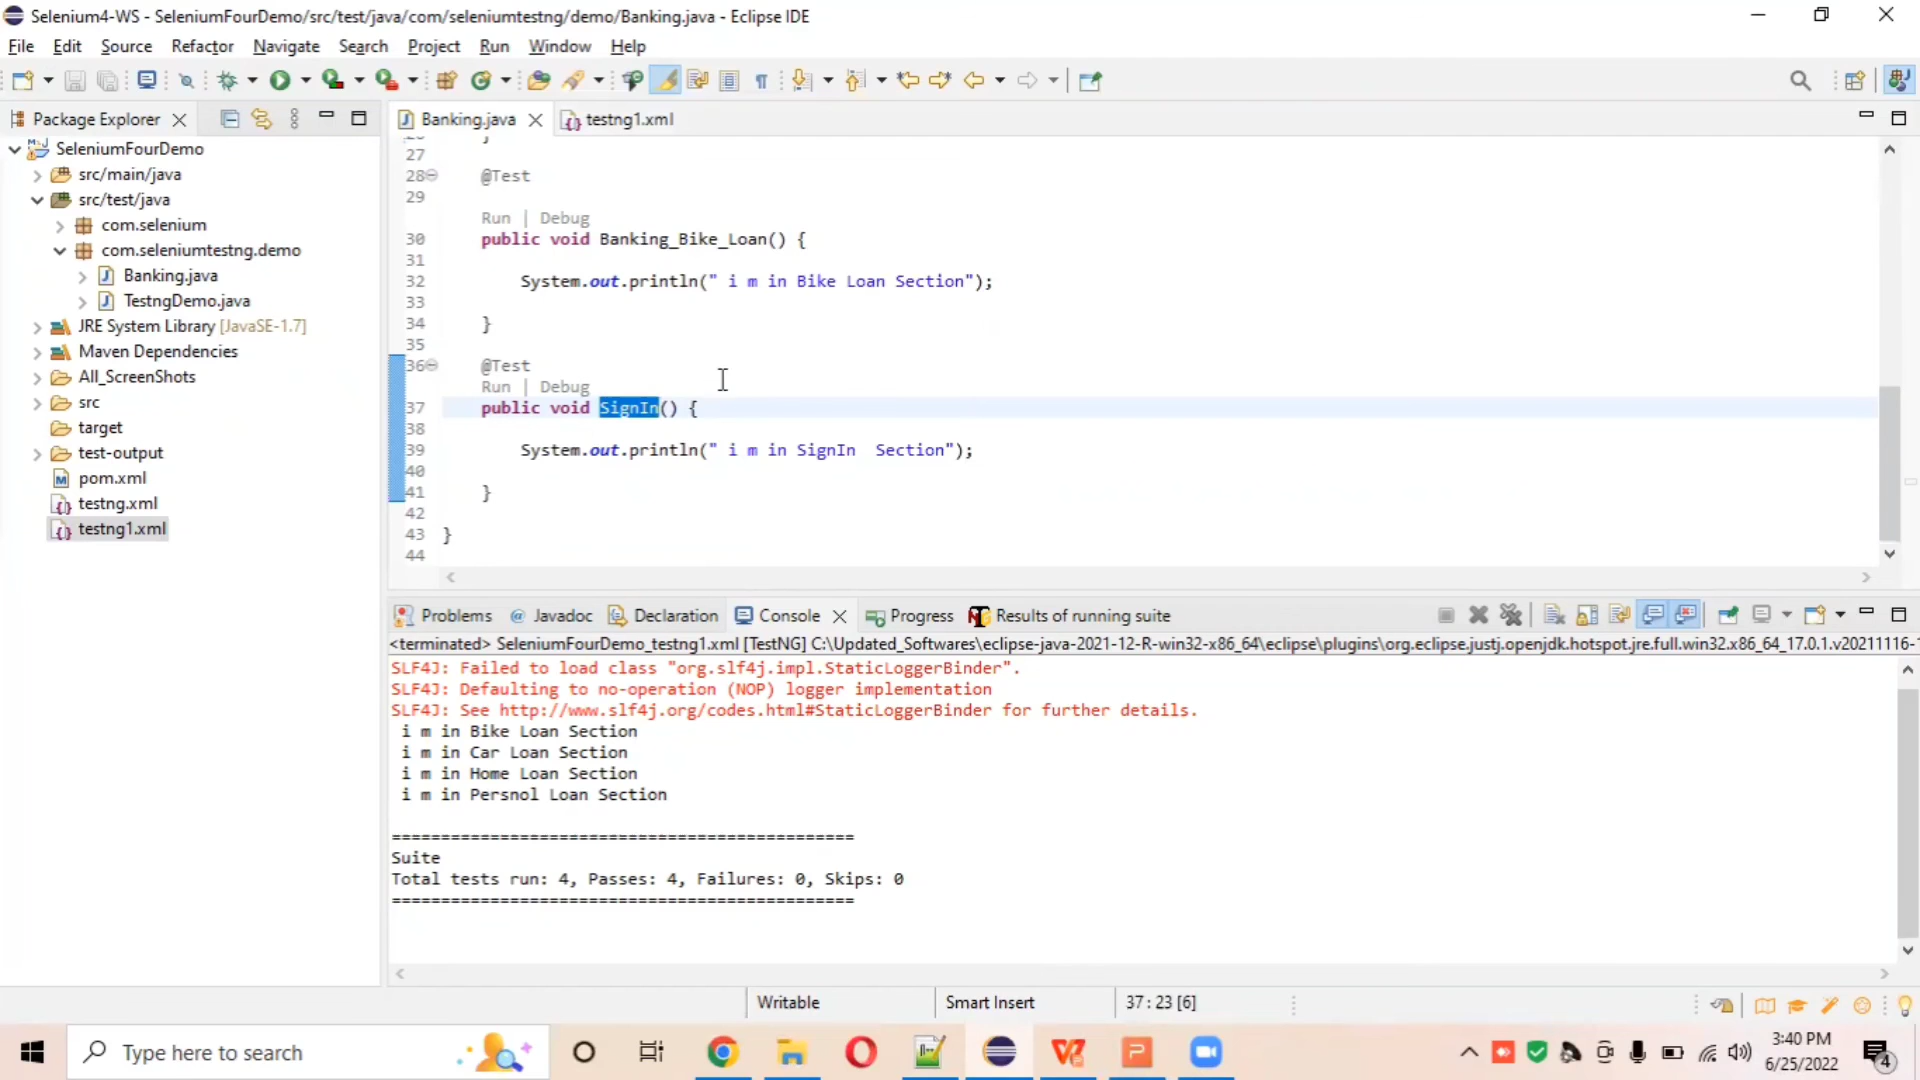 Selenium4-WS - SeleniumFourDemo/src/test/java/com/seleniumtestng/demo/Banking.java - Eclipse IDE
File Edit Source Refactor Navigate Search Project Run Window Help
Package Explorer
Banking.java
testng1.xml
SeleniumFourDemo
src/main/java
src/test/java
com.selenium
com.seleniumtestng.demo
Banking.java
TestngDemo.java
JRE System Library [JavaSE-1.7]
Maven Dependencies
All_ScreenShots
src
target
test-output
pom.xml
testng.xml
testng1.xml
27
28 @Test
29
Run | Debug
30 public void Banking_Bike_Loan() {
31
32 System.out.println(" i m in Bike Loan Section");
33
34 }
35
36 @Test
Run | Debug
37 public void SignIn() {
38
39 System.out.println(" i m in SignIn  Section");
40
41 }
42
43 }
44
Problems @ Javadoc Declaration Console Progress Results of running suite
<terminated> SeleniumFourDemo_testng1.xml [TestNG] C:\Updated_Softwares\eclipse-java-2021-12-R-win32-x86_64\eclipse\plugins\org.eclipse.justj.openjdk.hotspot.jre.full.win32.x86_64_17.0.1.v20211116-1
SLF4J: Failed to load class "org.slf4j.impl.StaticLoggerBinder".
SLF4J: Defaulting to no-operation (NOP) logger implementation
SLF4J: See http://www.slf4j.org/codes.html#StaticLoggerBinder for further details.
i m in Bike Loan Section
i m in Car Loan Section
i m in Home Loan Section
i m in Persnol Loan Section
===============================================
Suite
Total tests run: 4, Passes: 4, Failures: 0, Skips: 0
===============================================
Writable
Smart Insert
37 : 23 [6]
Type here to search
3:40 PM
6/25/2022
4